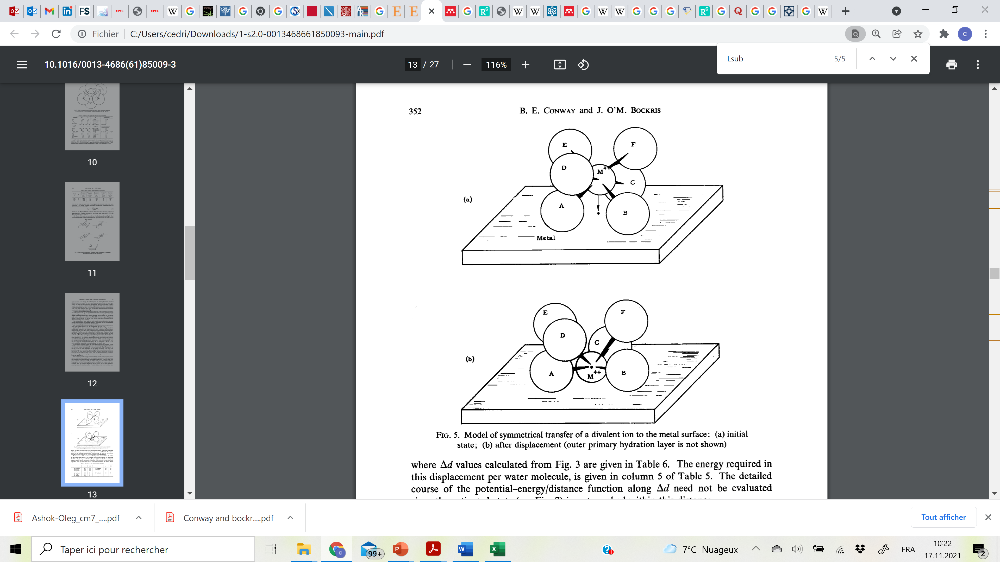 Fichier
C:/Users/cedri/Downloads/1-s2.0-0013468661850093-main.pdf
Lsub
5/5
10.1016/0013-4686(61)85009-3
13 / 27
116%
10
11
12
13
352
B. E. CONWAY and J. O'M. BOCKRIS
E
F
D
M++
C
(a)
A
B
Metal
E
F
D
C
(b)
A
M++
B
FIG. 5. Model of symmetrical transfer of a divalent ion to the metal surface: (a) initial
state; (b) after displacement (outer primary hydration layer is not shown)
where Δd values calculated from Fig. 3 are given in Table 6. The energy required in
this displacement per water molecule, is given in column 5 of Table 5. The detailed
course of the potential–energy/distance function along Δd need not be evaluated
Ashok-Oleg_cm7_....pdf
Conway and bockr....pdf
Tout afficher
Taper ici pour rechercher
99+
7°C Nuageux
FRA
10:22
17.11.2021
2